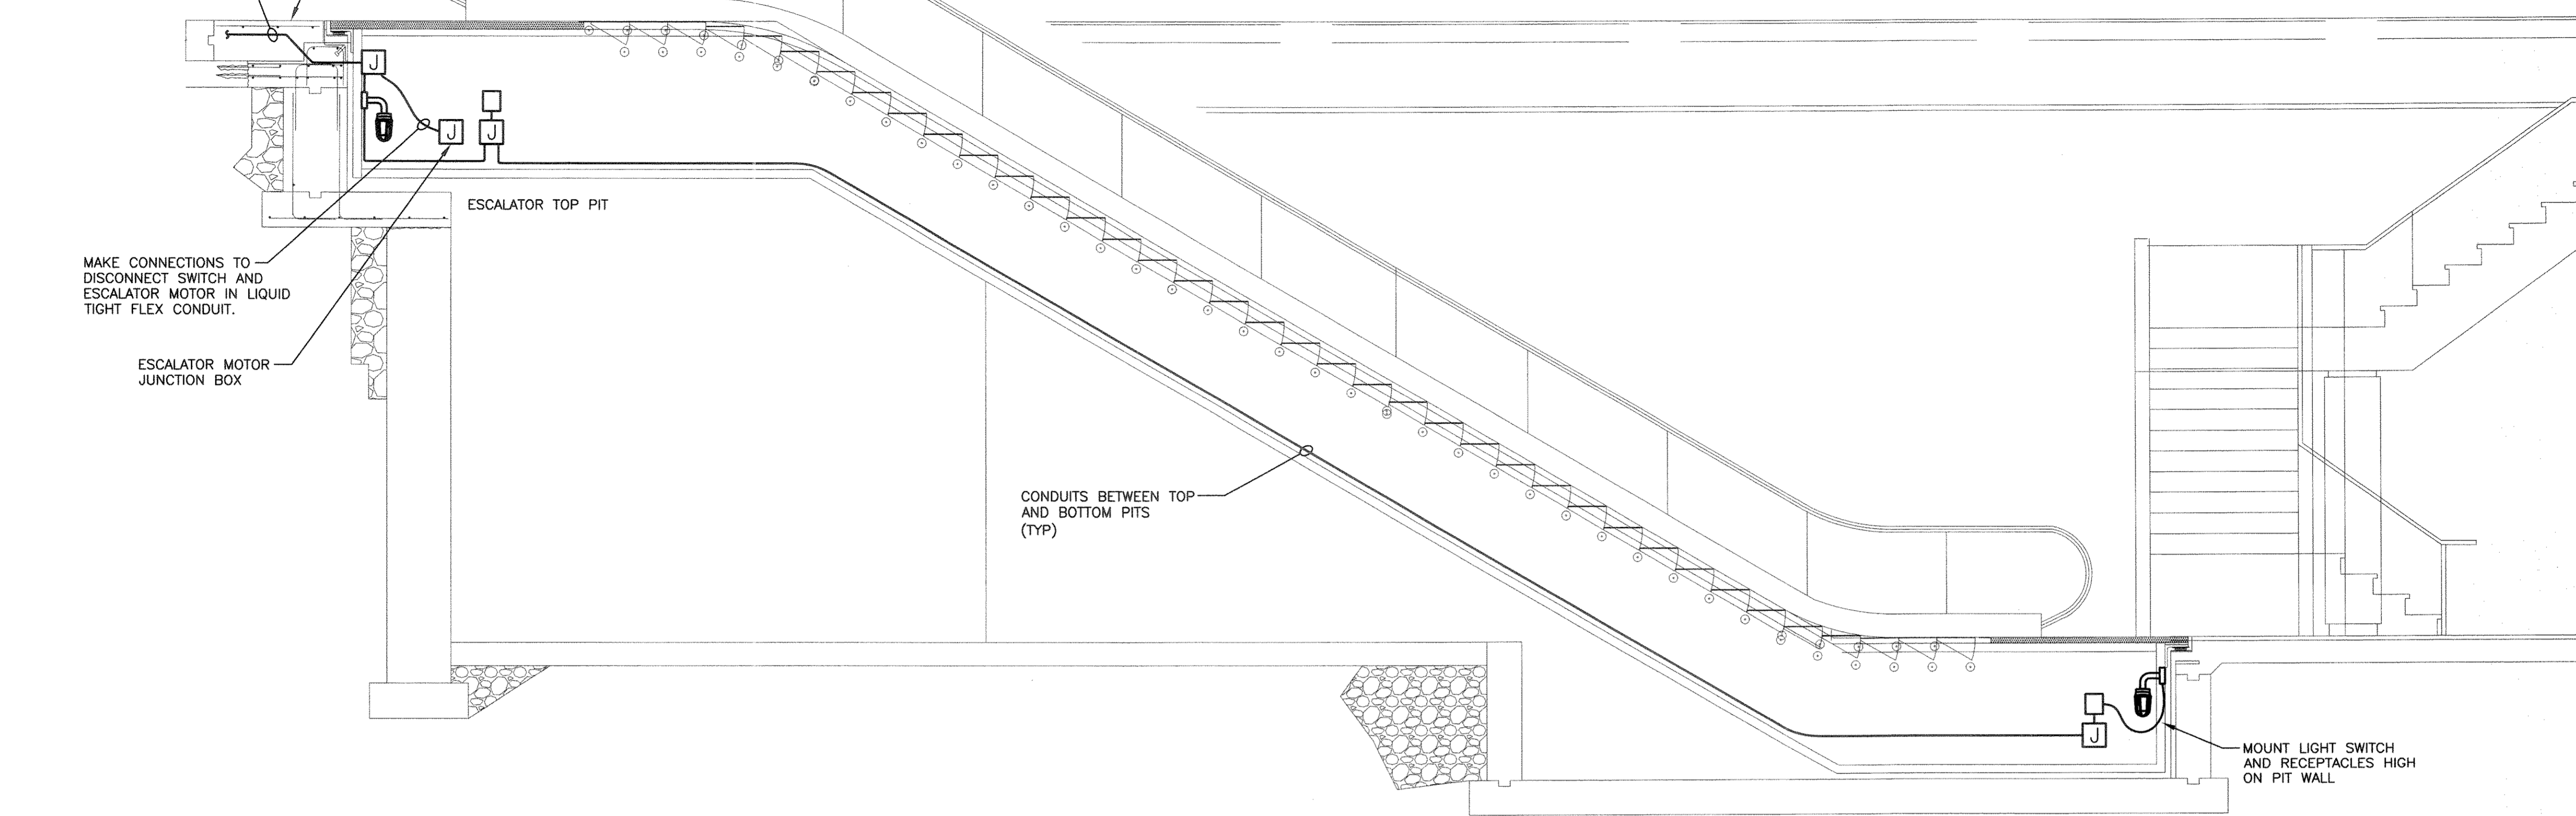 J
J
J
ESCALATOR TOP PIT
MAKE CONNECTIONS TO
DISCONNECT SWITCH AND
ESCALATOR MOTOR IN LIQUID
TIGHT FLEX CONDUIT.
ESCALATOR MOTOR
JUNCTION BOX
CONDUITS BETWEEN TOP
AND BOTTOM PITS
(TYP)
J
MOUNT LIGHT SWITCH
AND RECEPTACLES HIGH
ON PIT WALL